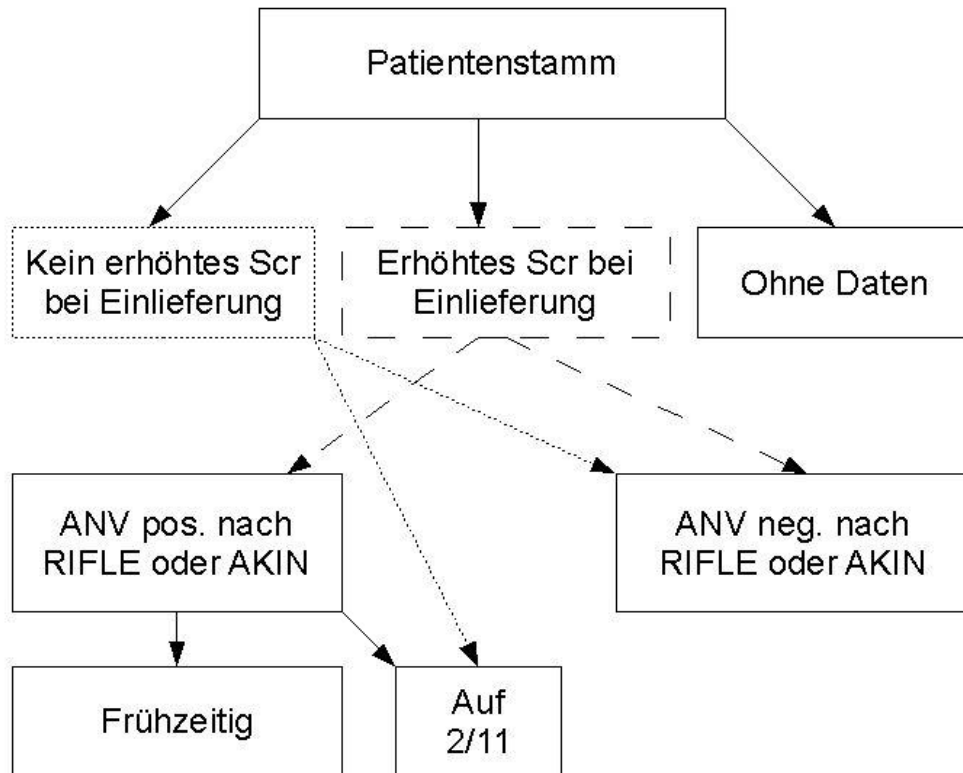 Patientenstamm
Kein erhöhtes Scr
bei Einlieferung
Erhöhtes Scr bei
Einlieferung
Ohne Daten
ANV pos. nach
RIFLE oder AKIN
ANV neg. nach
RIFLE oder AKIN
Frühzeitig
Auf
2/11